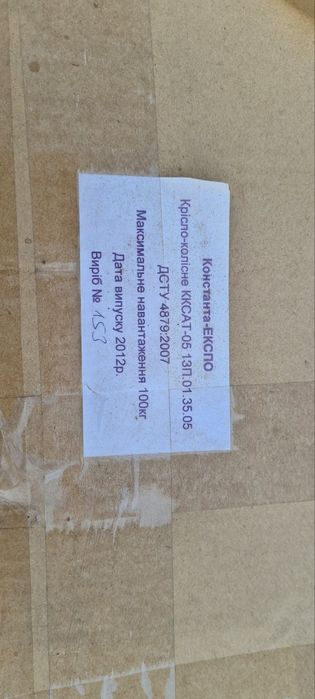 Константа-ЕКСПО
Крісло-колісне ККСАТ-05 13П.01.35.05
ДСТУ 4879:2007
Максимальне навантаження 100кг
Дата випуску 2012р.
Виріб № 153